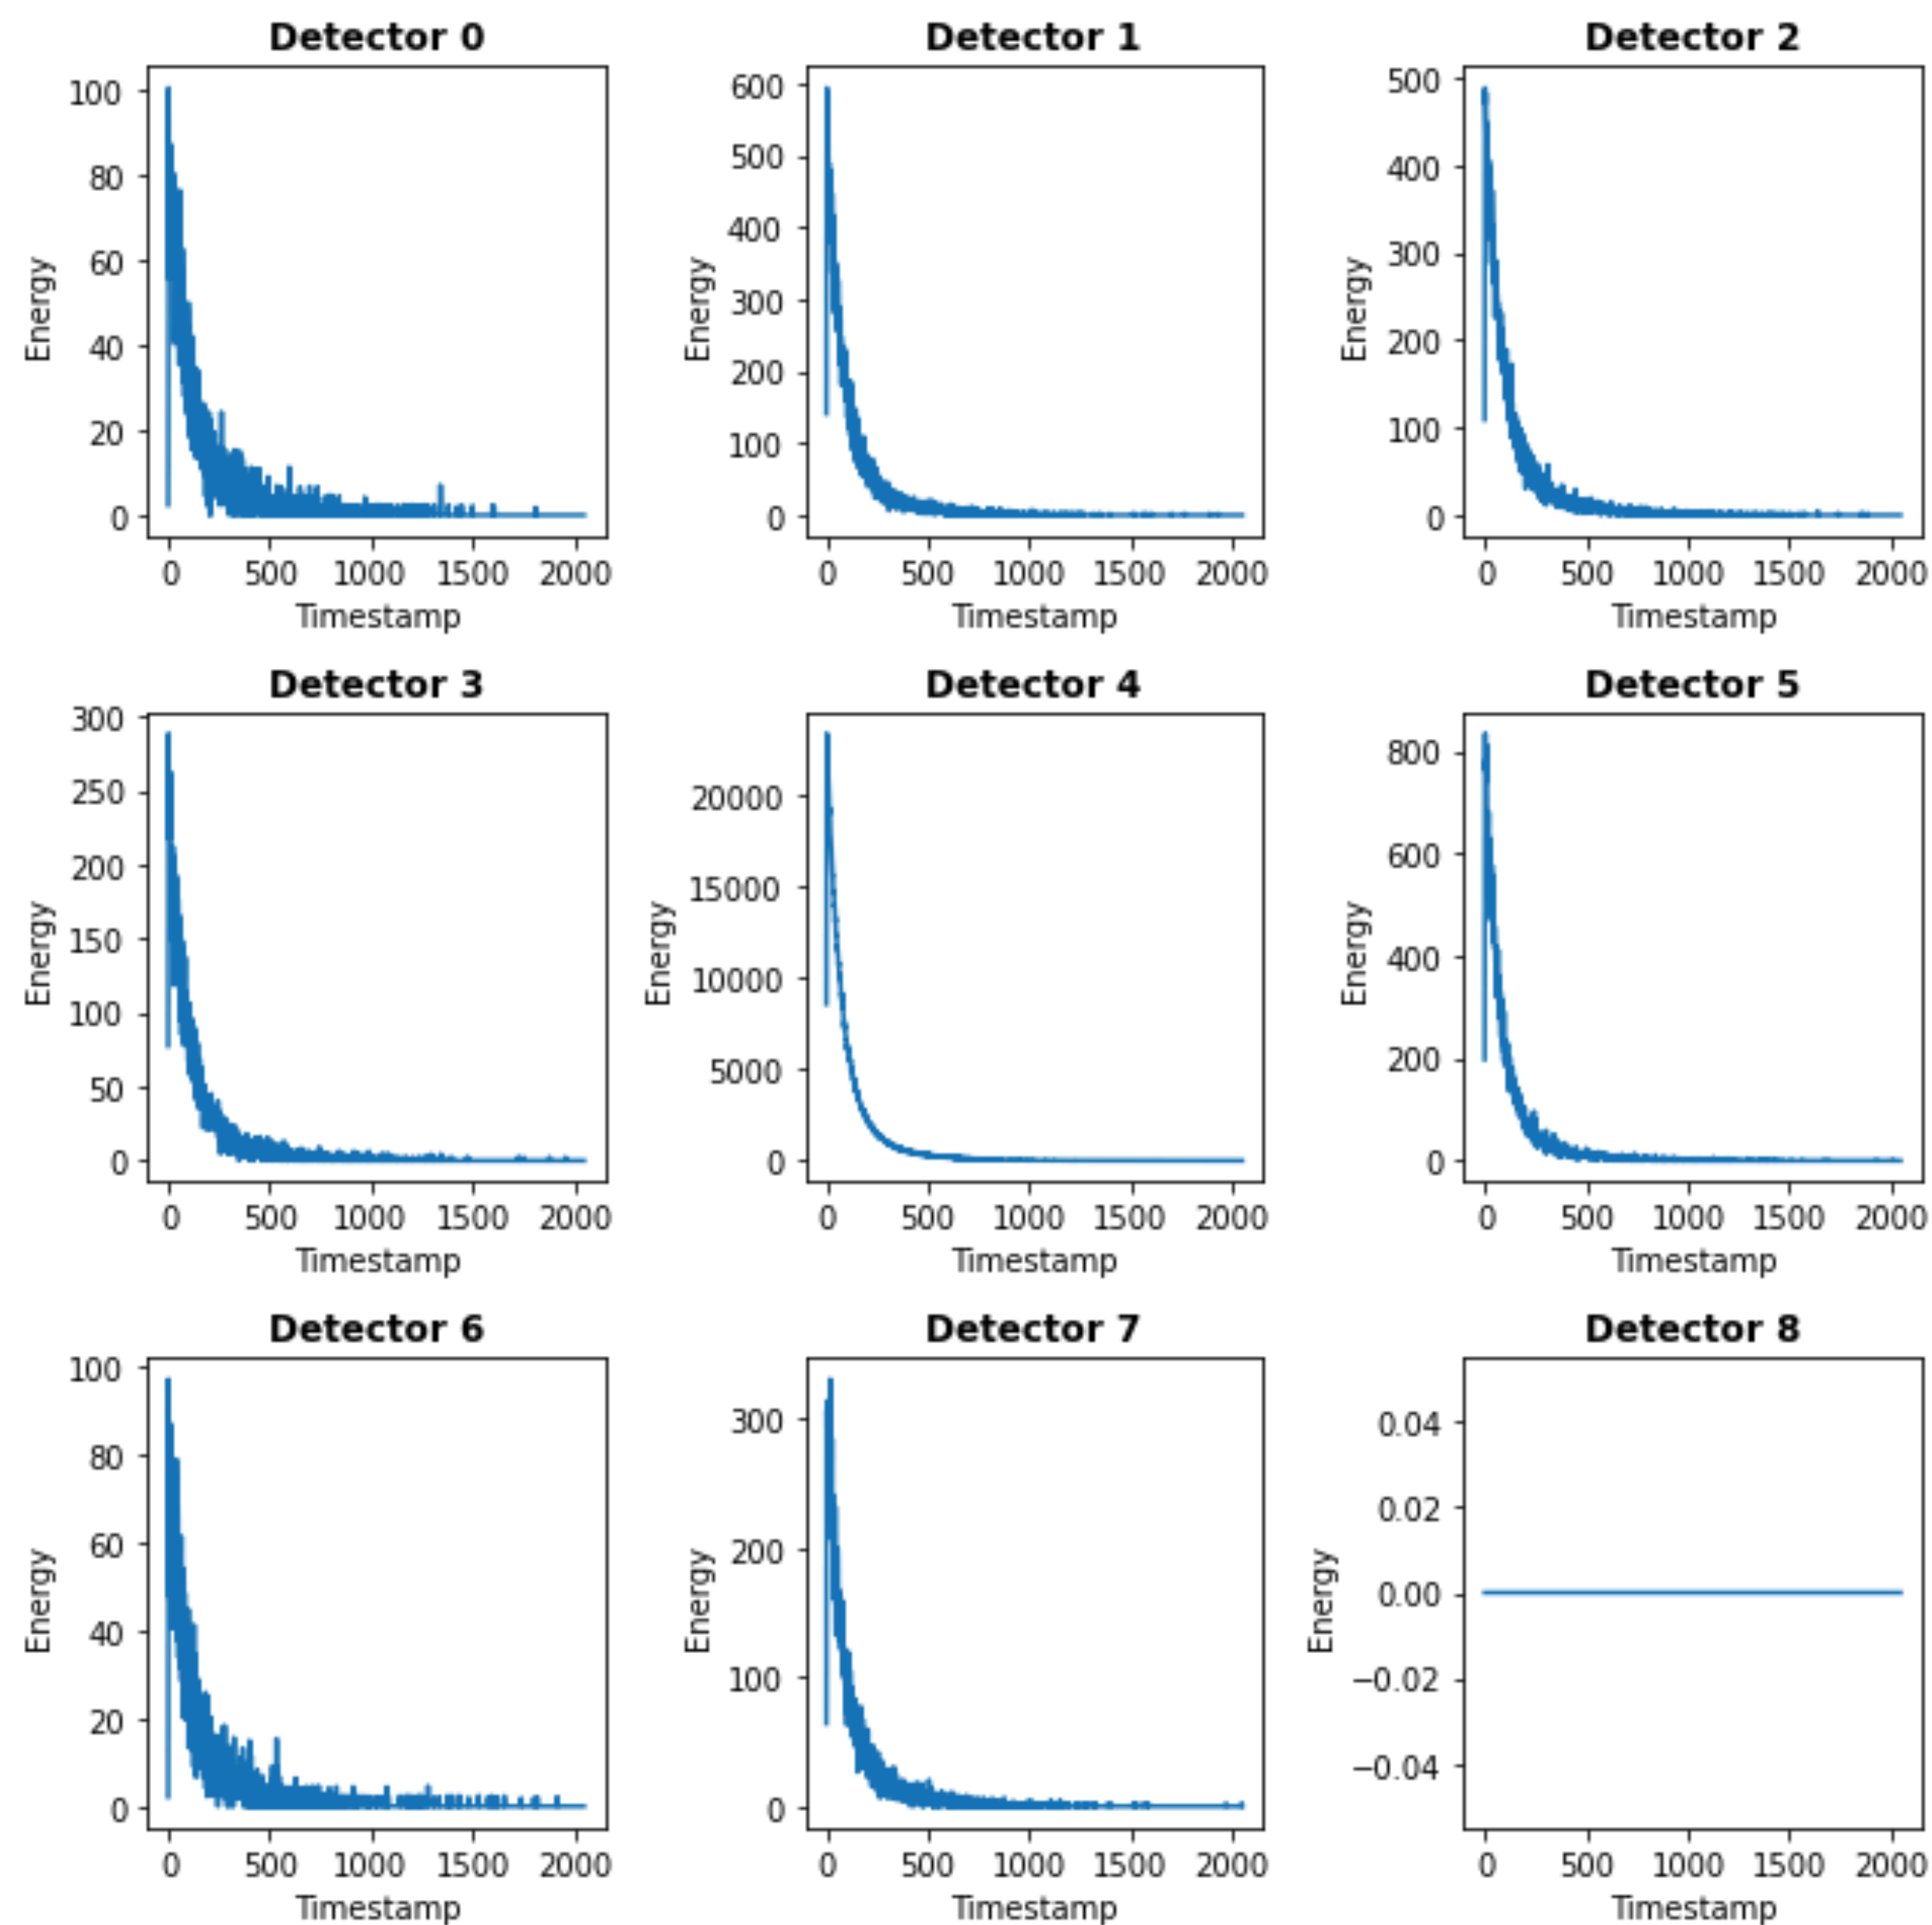 Detector 0
100
80
60
40
20
0
Energy
0 500 1000 1500 2000
Timestamp
Detector 1
600
500
400
300
200
100
0
Energy
0 500 1000 1500 2000
Timestamp
Detector 2
500
400
300
200
100
0
Energy
0 500 1000 1500 2000
Timestamp
Detector 3
300
250
200
150
100
50
0
Energy
0 500 1000 1500 2000
Timestamp
Detector 4
20000
15000
10000
5000
0
Energy
0 500 1000 1500 2000
Timestamp
Detector 5
800
600
400
200
0
Energy
0 500 1000 1500 2000
Timestamp
Detector 6
100
80
60
40
20
0
Energy
0 500 1000 1500 2000
Timestamp
Detector 7
300
200
100
0
Energy
0 500 1000 1500 2000
Timestamp
Detector 8
0.04
0.02
0.00
−0.02
−0.04
Energy
0 500 1000 1500 2000
Timestamp